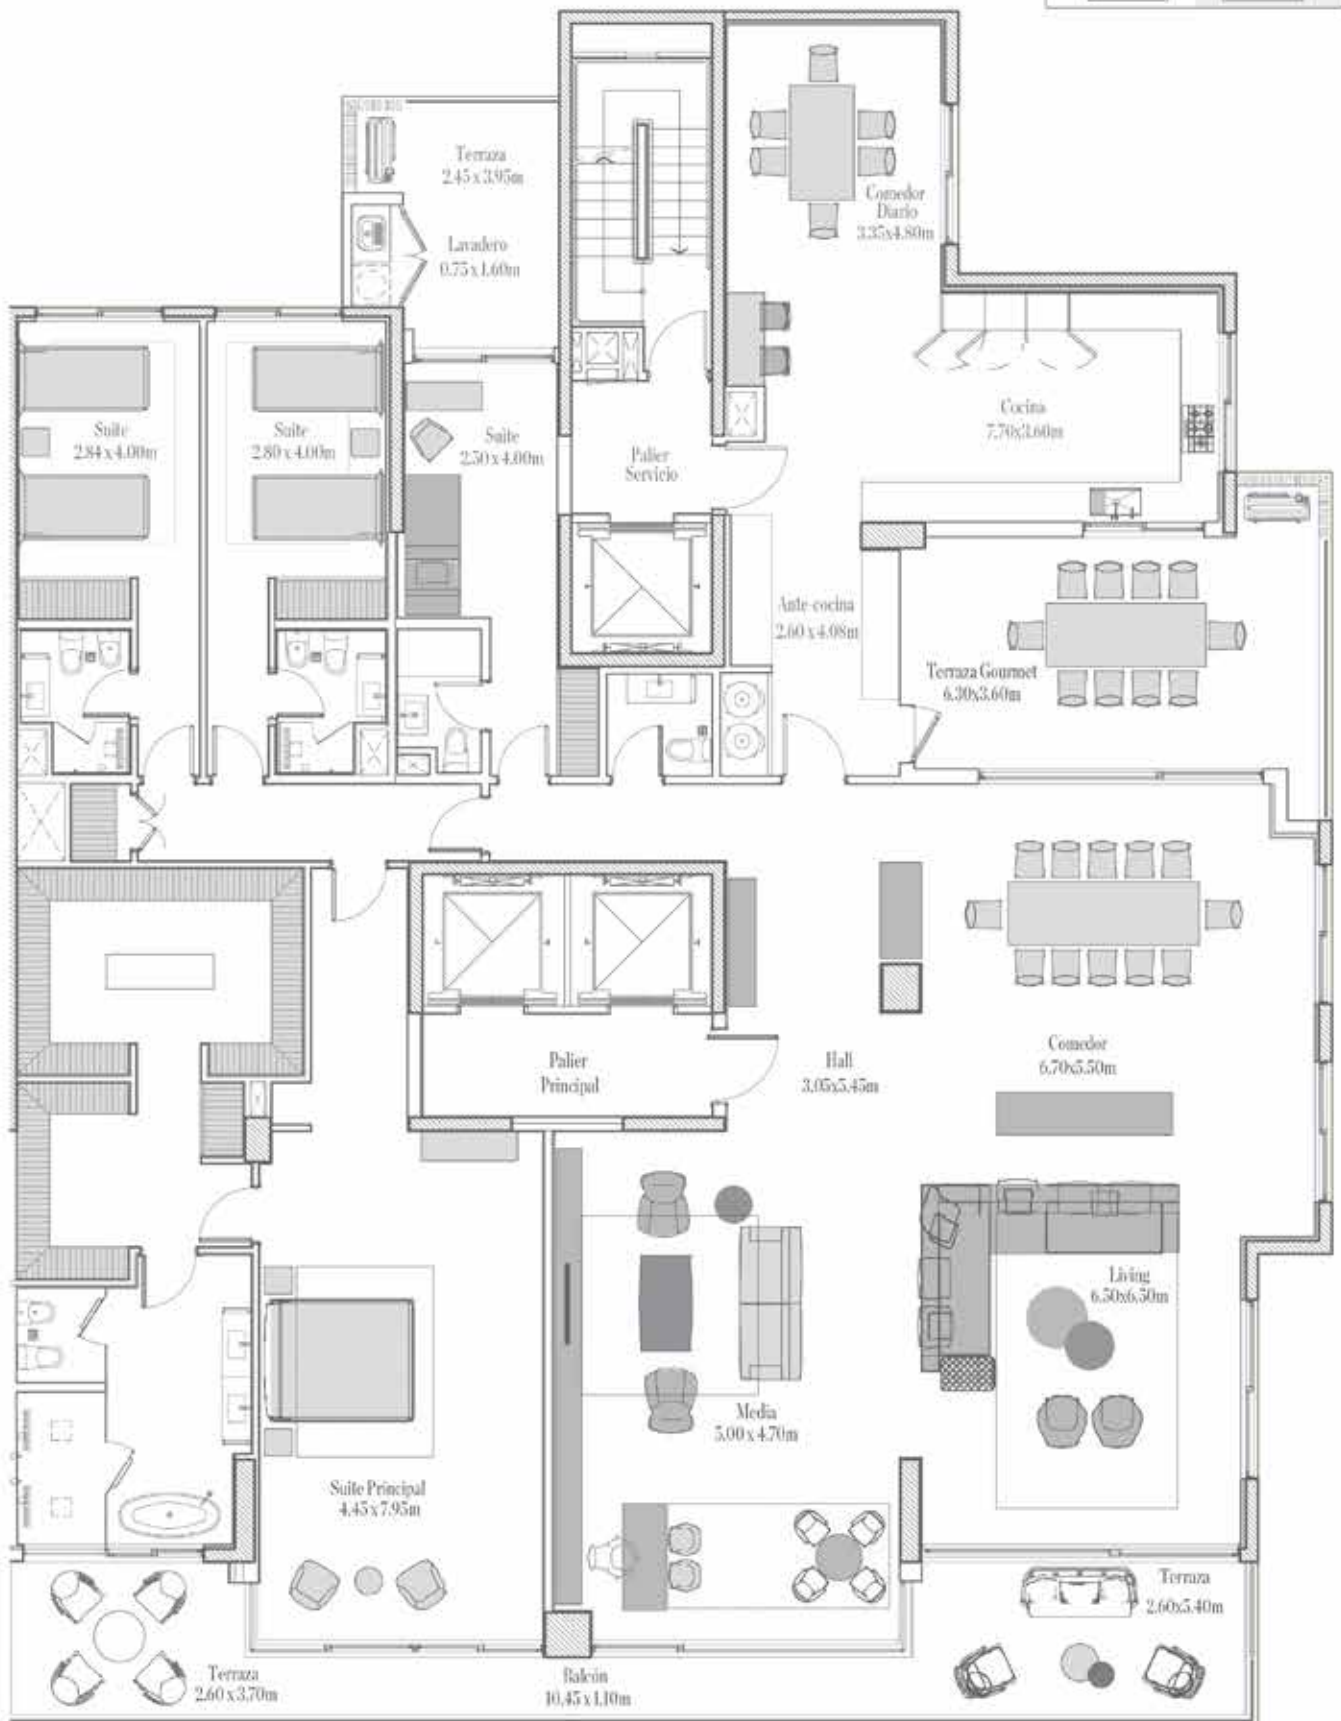 Terraza
2.45 x 3.95m
Lavadero
0.75 x 1.60m
Comedor
Diario
3.35x4.80m
Suite
2.84 x 4.00m
Suite
2.80 x 4.00m
Suite
2.50 x 4.00m
Palier
Servicio
Cocina
7.70x3.60m
Ante-cocina
2.60 x 4.08m
Terraza Gourmet
6.30x3.60m
Palier
Principal
Hall
3.05x5.45m
Comedor
6.70x5.50m
Living
6.50x6.50m
Media
5.00 x 4.70m
Suite Principal
4.45 x 7.95m
Terraza
2.60x5.40m
Terraza
2.60 x 3.70m
Balcón
10.45 x 1.10m